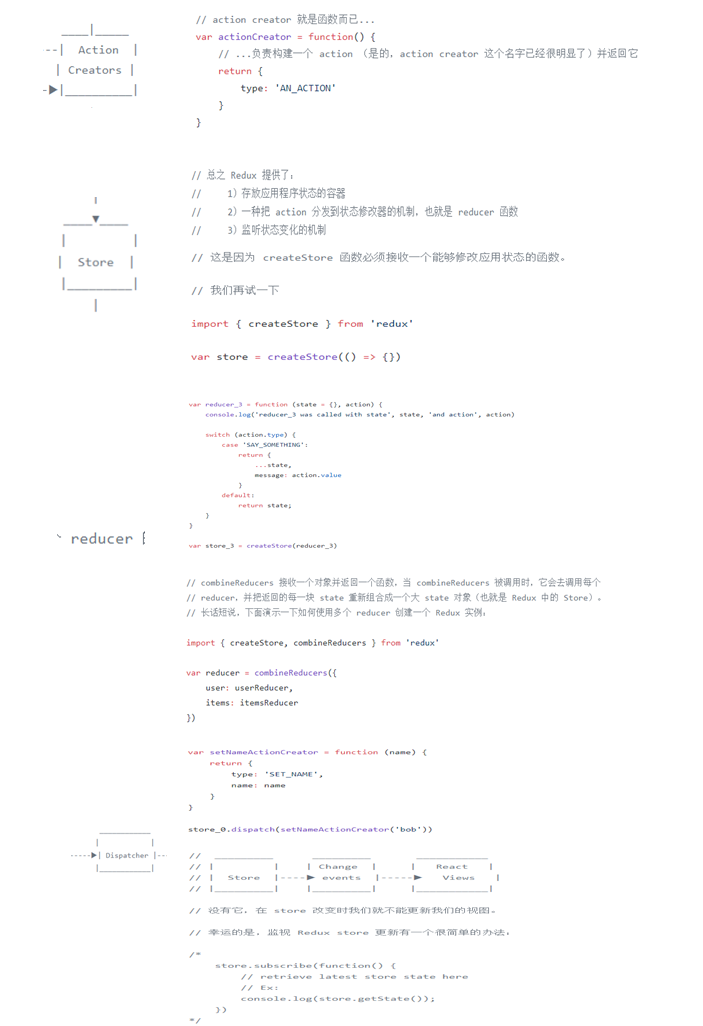 // action creator 就是函数而已...
var actionCreator = function() {
// ...负责构建一个 action （是的，action creator 这个名字已经很明显了）并返回它
return {
type: 'AN_ACTION'
}
}
Action
Creators
// 总之 Redux 提供了：
// 1）存放应用程序状态的容器
// 2）一种把 action 分发到状态修改器的机制，也就是 reducer 函数
// 3）监听状态变化的机制
Store
// 这是因为 createStore 函数必须接收一个能够修改应用状态的函数。
// 我们再试一下
import { createStore } from 'redux'
var store = createStore(() => {})
var reducer_3 = function (state = {}, action) {
console.log('reducer_3 was called with state', state, 'and action', action)
switch (action.type) {
case 'SAY_SOMETHING':
return {
...state,
message: action.value
}
default:
return state;
}
}
reducer
var store_3 = createStore(reducer_3)
// combineReducers 接收一个对象并返回一个函数，当 combineReducers 被调用时，它会去调用每个
// reducer，并把返回的每一块 state 重新组合成一个大 state 对象（也就是 Redux 中的 Store）。
// 长话短说，下面演示一下如何使用多个 reducer 创建一个 Redux 实例：
import { createStore, combineReducers } from 'redux'
var reducer = combineReducers({
user: userReducer,
items: itemsReducer
})
var setNameActionCreator = function (name) {
return {
type: 'SET_NAME',
name: name
}
}
store_0.dispatch(setNameActionCreator('bob'))
Dispatcher
//
// Change React
// Store events Views
//
// 没有它，在 store 改变时我们就不能更新我们的视图。
// 幸运的是，监视 Redux store 更新有一个很简单的办法：
/*
store.subscribe(function() {
// retrieve latest store state here
// Ex:
console.log(store.getState());
})
*/